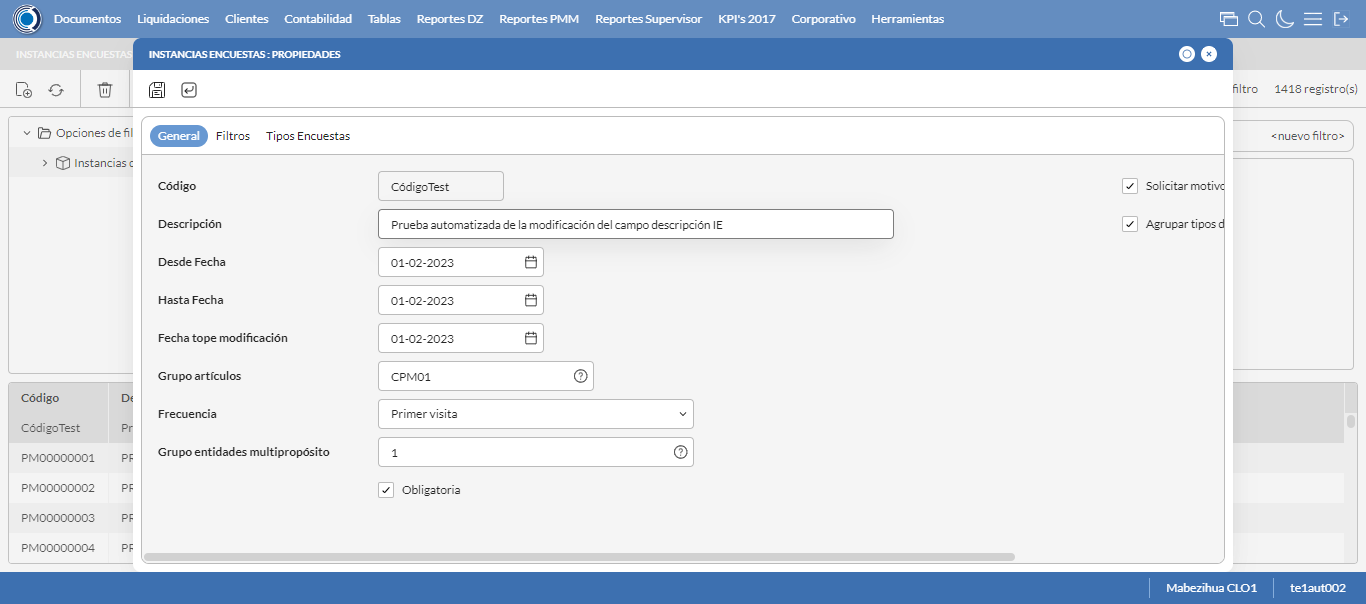 Documentos Liquidaciones Clientes Contabilidad Tablas Reportes DZ Reportes PMM Reportes Supervisor KPI's 2017 Corporativo Herramientas
INSTANCIAS ENCUESTAS
INSTANCIAS ENCUESTAS : PROPIEDADES
filtro 1418 registro(s)
Opciones de fil
<nuevo filtro>
Instancias
General Filtros Tipos Encuestas
Código CódigoTest Solicitar motivo
Descripción Prueba automatizada de la modificación del campo descripción IE Agrupar tipos d
Desde Fecha 01-02-2023
Hasta Fecha 01-02-2023
Fecha tope modificación 01-02-2023
Grupo artículos CPM01
Frecuencia Primer visita
Grupo entidades multipropósito 1
Obligatoria
Código De
CódigoTest Pr
PM00000001 PR
PM00000002 PR
PM00000003 PR
PM00000004 PR
Mabezihua CLO1 te1aut002